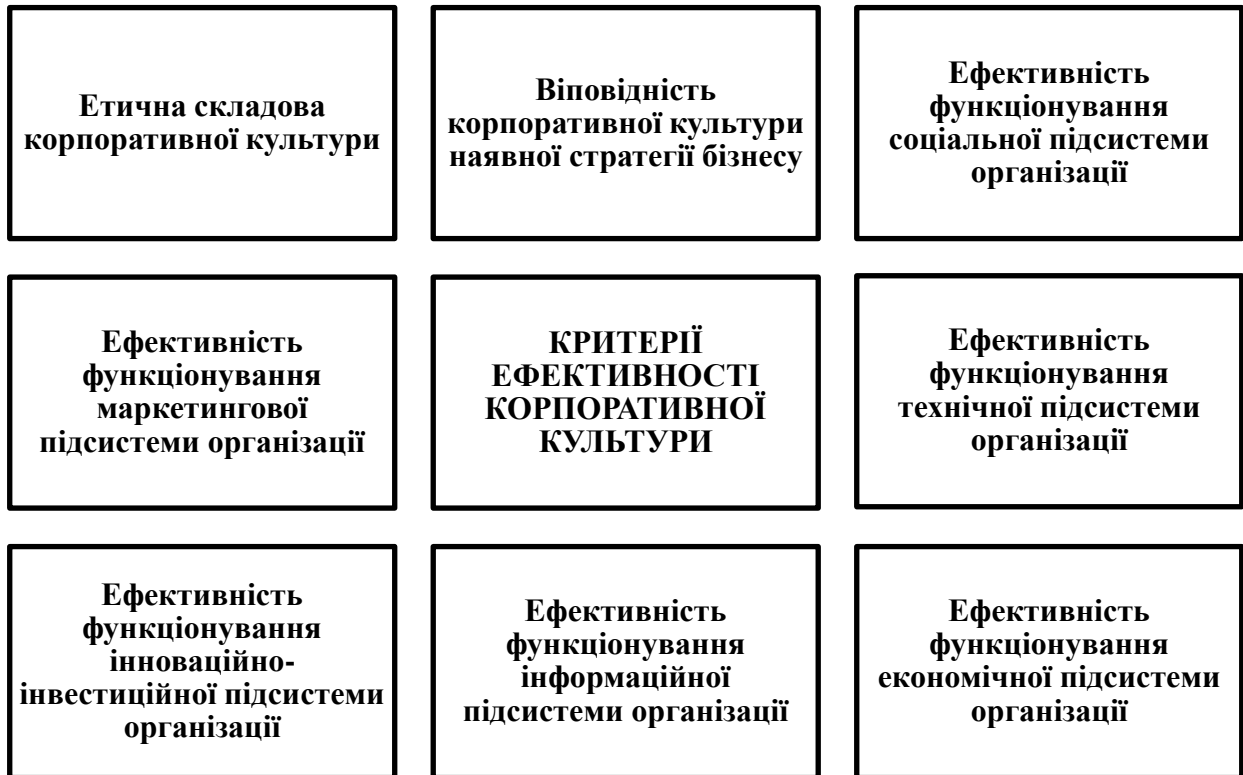 Етична складова
корпоративної культури
Віповідність
корпоративної культури
наявної стратегії бізнесу
Ефективність
функціонування
соціальної підсистеми
організації
Ефективність
функціонування
маркетингової
підсистеми організації
КРИТЕРІЇ
ЕФЕКТИВНОСТІ
КОРПОРАТИВНОЇ
КУЛЬТУРИ
Ефективність
функціонування
технічної підсистеми
організації
Ефективність
функціонування
інноваційно-
інвестиційної підсистеми
організації
Ефективність
функціонування
інформаційної
підсистеми організації
Ефективність
функціонування
економічної підсистеми
організації